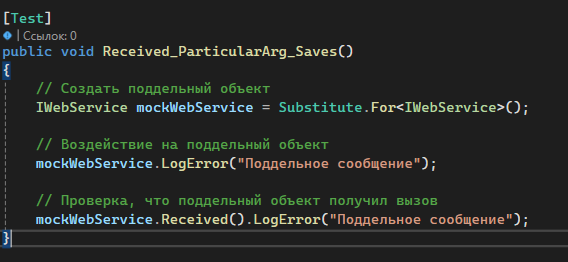 [Test]
| Ссылок: 0
public void Received_ParticularArg_Saves()
{
// Создать поддельный объект
IWebService mockWebService = Substitute.For<IWebService>();
// Воздействие на поддельный объект
mockWebService.LogError("Поддельное сообщение");
// Проверка, что поддельный объект получил вызов
mockWebService.Received().LogError("Поддельное сообщение");
}